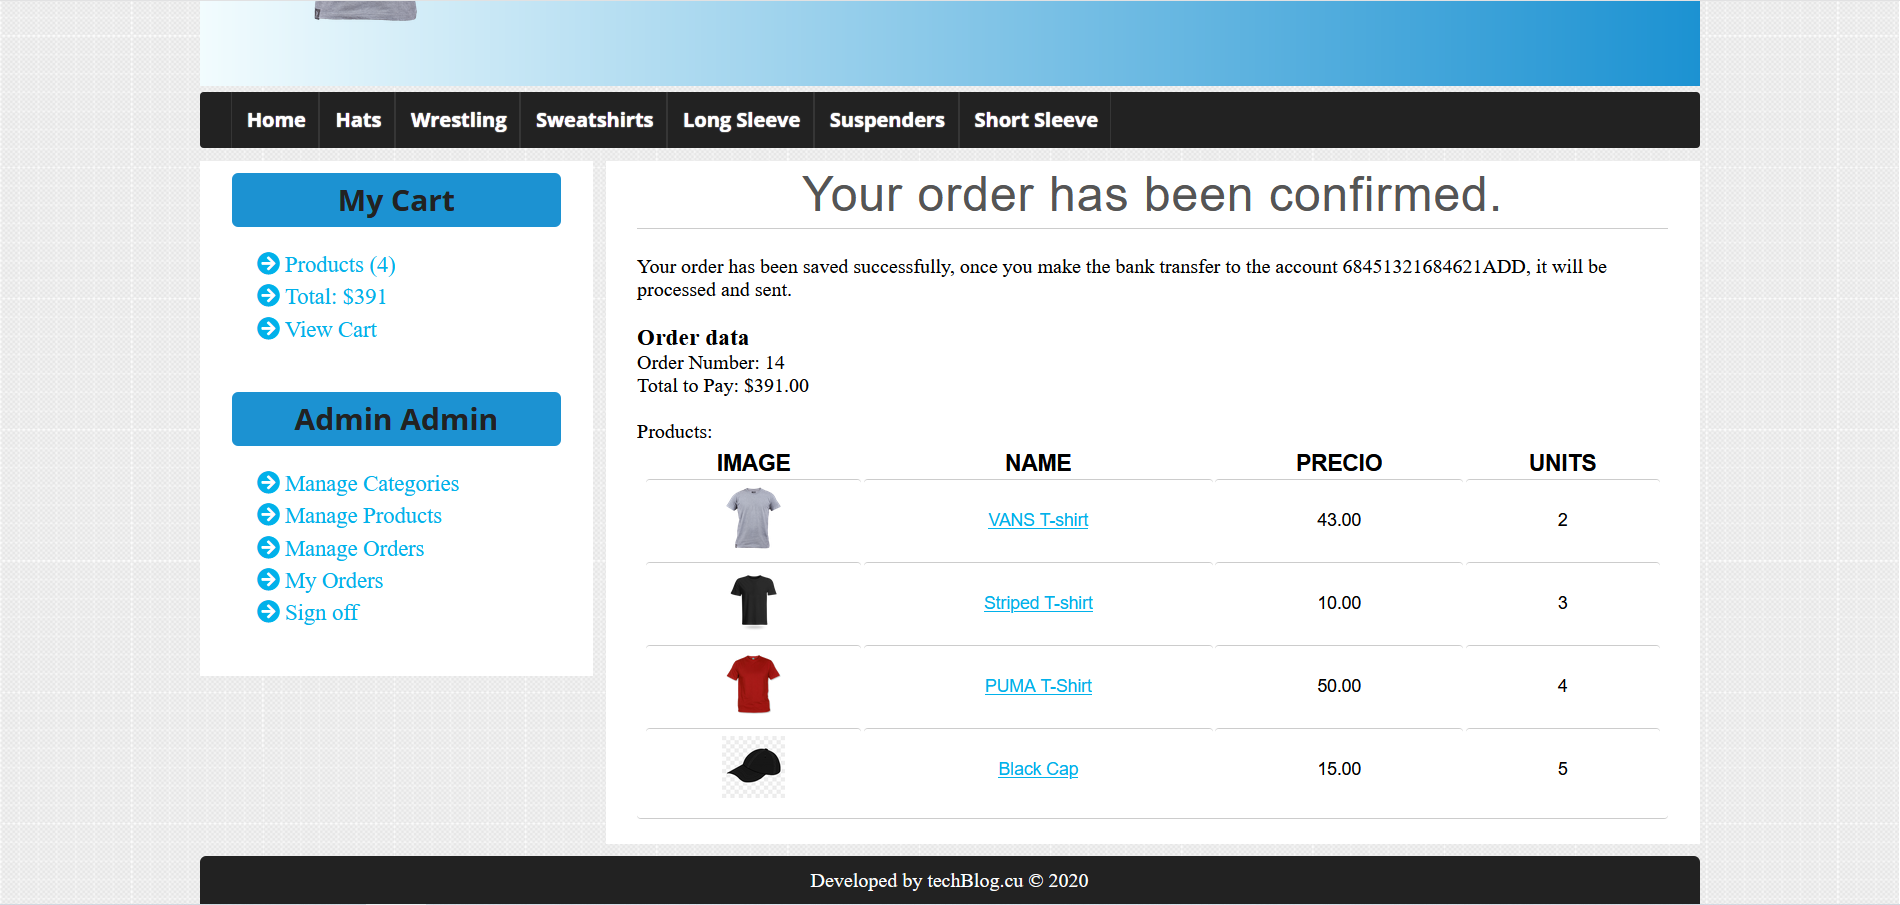 Home Hats Wrestling Sweatshirts Long Sleeve Suspenders Short Sleeve
My Cart
Products (4)
Total: $391
View Cart
Admin Admin
Manage Categories
Manage Products
Manage Orders
My Orders
Sign off
Your order has been confirmed.
Your order has been saved successfully, once you make the bank transfer to the account 68451321684621ADD, it will be
processed and sent.
Order data
Order Number: 14
Total to Pay: $391.00
Products:
IMAGE NAME PRECIO UNITS
VANS T-shirt 43.00 2
Striped T-shirt 10.00 3
PUMA T-Shirt 50.00 4
Black Cap 15.00 5
Developed by techBlog.cu © 2020